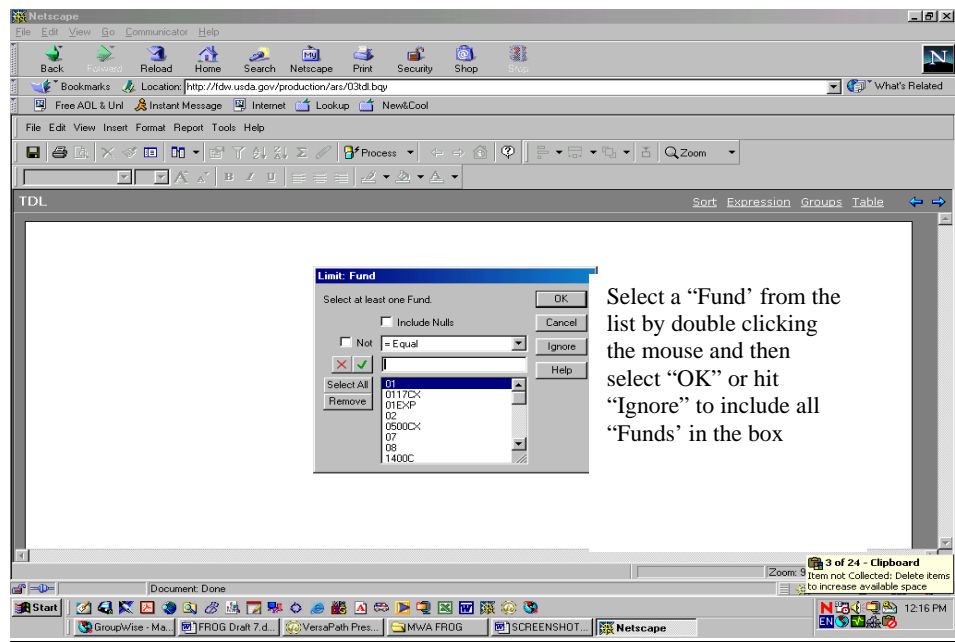 Netscape
File Edit View Go Communicator Help
Back Forward Reload Home Search Netscape Print Security Shop Stop
Bookmarks Location: http://fdw.usda.gov/production/ars/03tdl.bqy What's Related
Free AOL & Unl Instant Message Internet Lookup New&Cool
File Edit View Insert Format Report Tools Help
Process Zoom
TDL Sort Expression Groups Table
Limit: Fund
Select at least one Fund.
OK
Include Nulls
Cancel
Not = Equal
Ignore
Help
Select All
Remove
01
0117CX
01EXP
02
0500CX
07
08
1400C
Select a “Fund’ from the
list by double clicking
the mouse and then
select “OK” or hit
“Ignore” to include all
“Funds’ in the box
Zoom: 9
3 of 24 - Clipboard
Item not Collected: Delete items
to increase available space
Document: Done
Start
EN
12:16 PM
GroupWise - Ma... FROG Draft 7.d... VersaPath Pres... MWA FROG SCREENSHOT... Netscape